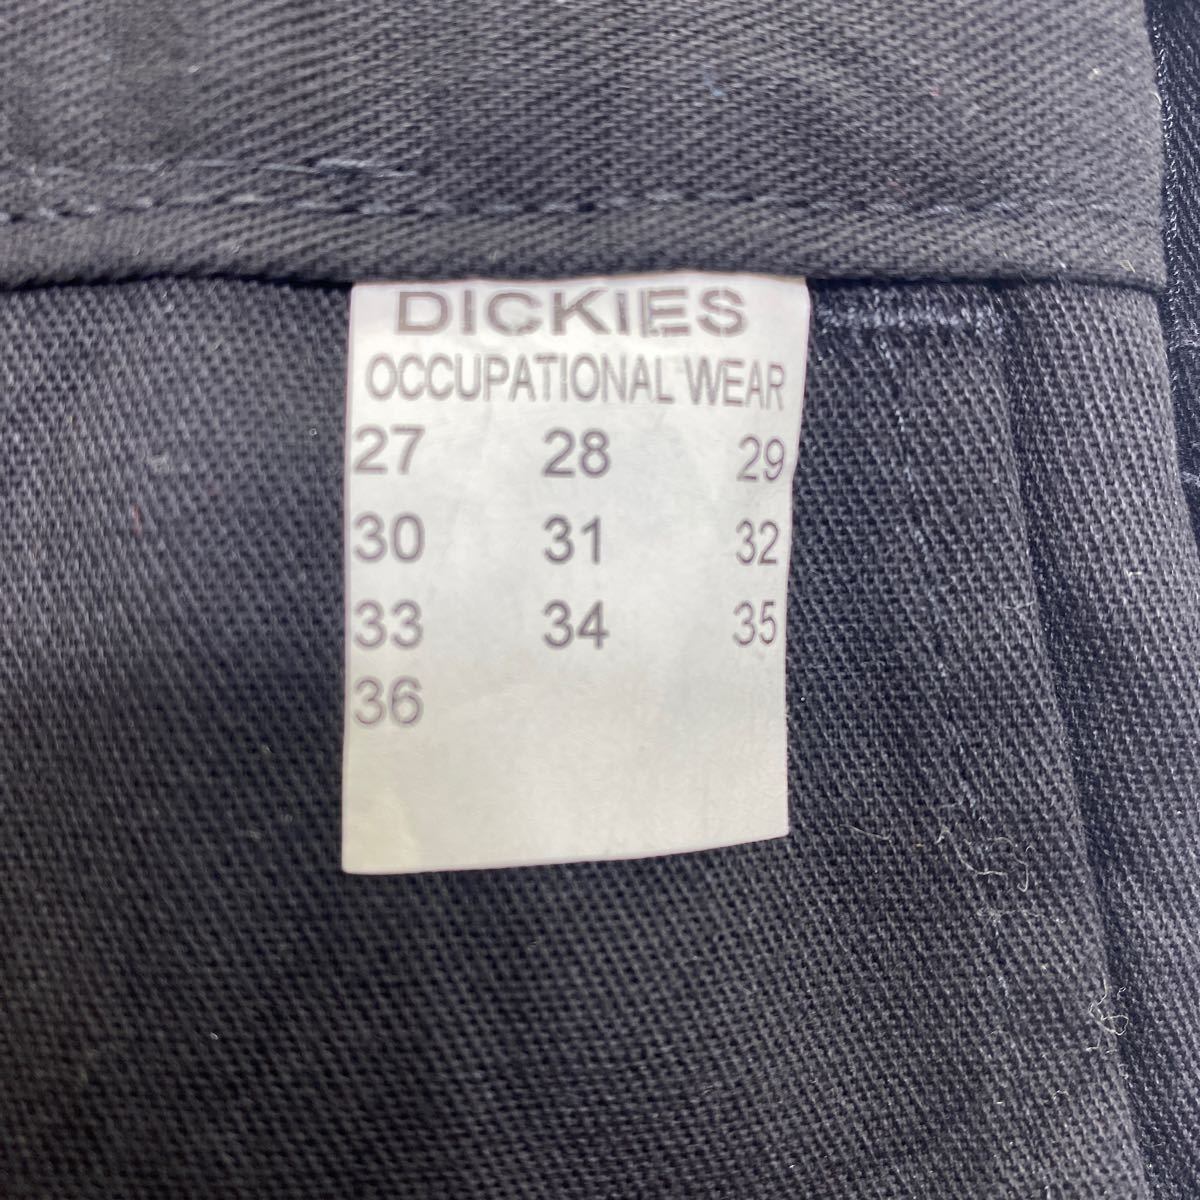 DICKIES
OCCUPATIONAL WEAR
27 28 29
30 31 32
33 34 35
36